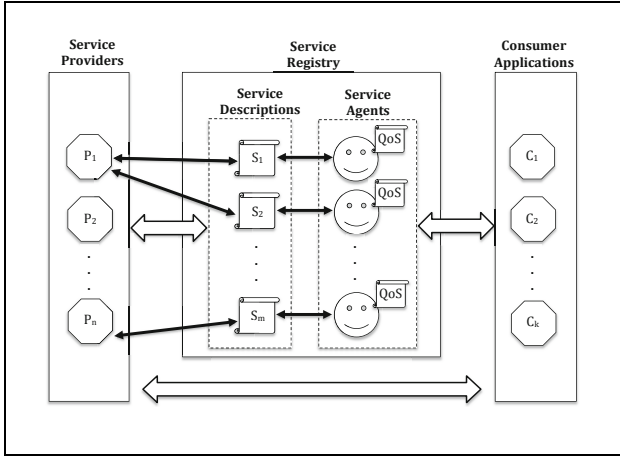 Service Providers
Service Registry
Consumer Applications
Service Descriptions
Service Agents
P1
S1
QoS
C1
P2
S2
QoS
C2
Pn
Sm
QoS
Ck